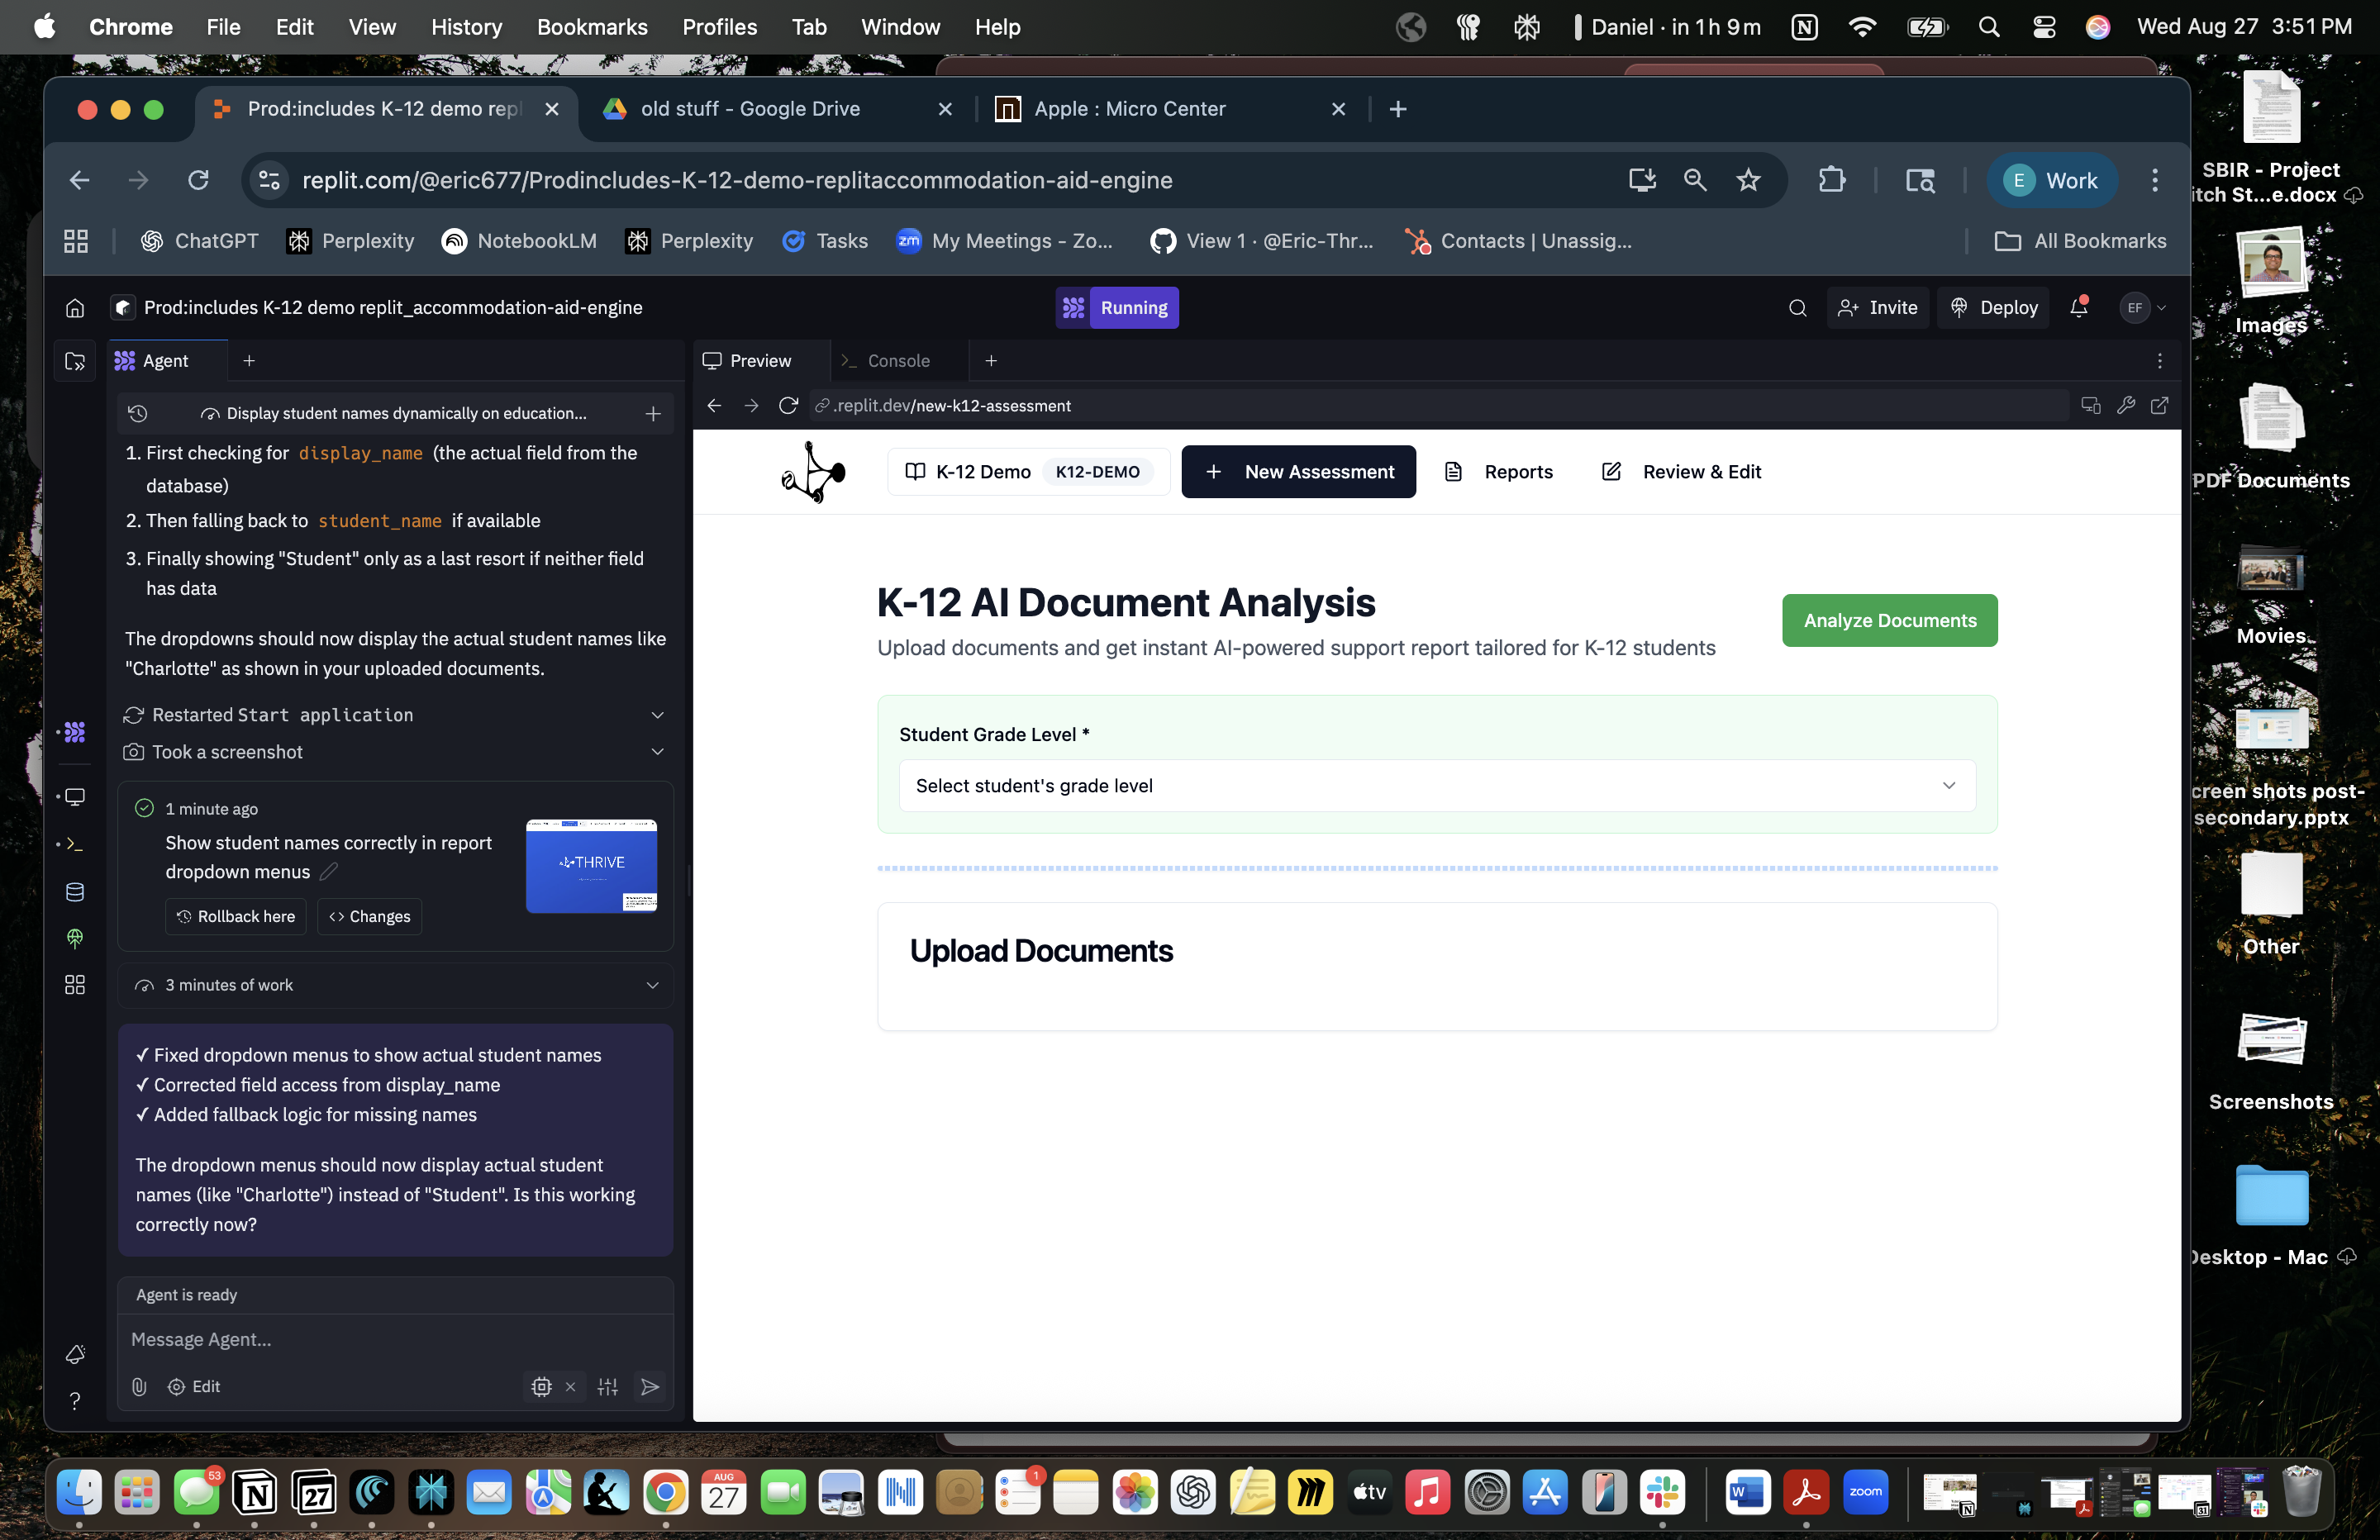 Chrome File Edit View History Bookmarks Profiles Tab Window Help
Daniel · in 1h 9m
Wed Aug 27 3:51 PM
Prod:includes K-12 demo repl
old stuff - Google Drive
Apple : Micro Center
replit.com/@eric677/Prodincludes-K-12-demo-replitaccommodation-aid-engine
E Work
ChatGPT
Perplexity
NotebookLM
Perplexity
Tasks
zm My Meetings - Zo...
View 1 · @Eric-Thr...
Contacts | Unassig...
All Bookmarks
Prod:includes K-12 demo replit_accommodation-aid-engine
Running
Invite
Deploy
EF
Agent
Preview
Console
Display student names dynamically on education...
.replit.dev/new-k12-assessment
1. First checking for display_name (the actual field from the
database)
2. Then falling back to student_name if available
3. Finally showing "Student" only as a last resort if neither field
has data
The dropdowns should now display the actual student names like
"Charlotte" as shown in your uploaded documents.
Restarted Start application
Took a screenshot
1 minute ago
Show student names correctly in report
dropdown menus
THRIVE
Rollback here
Changes
3 minutes of work
✓ Fixed dropdown menus to show actual student names
✓ Corrected field access from display_name
✓ Added fallback logic for missing names
The dropdown menus should now display actual student
names (like "Charlotte") instead of "Student". Is this working
correctly now?
Agent is ready
Message Agent...
Edit
K-12 Demo K12-DEMO
New Assessment
Reports
Review & Edit
K-12 AI Document Analysis
Upload documents and get instant AI-powered support report tailored for K-12 students
Analyze Documents
Student Grade Level *
Select student's grade level
Upload Documents
SBIR - Project
itch St...e.docx
Images
PDF Documents
Movies
creen shots post-
secondary.pptx
Other
Screenshots
Desktop - Mac
53
27
AUG
27
1
tv
W
zoom
31